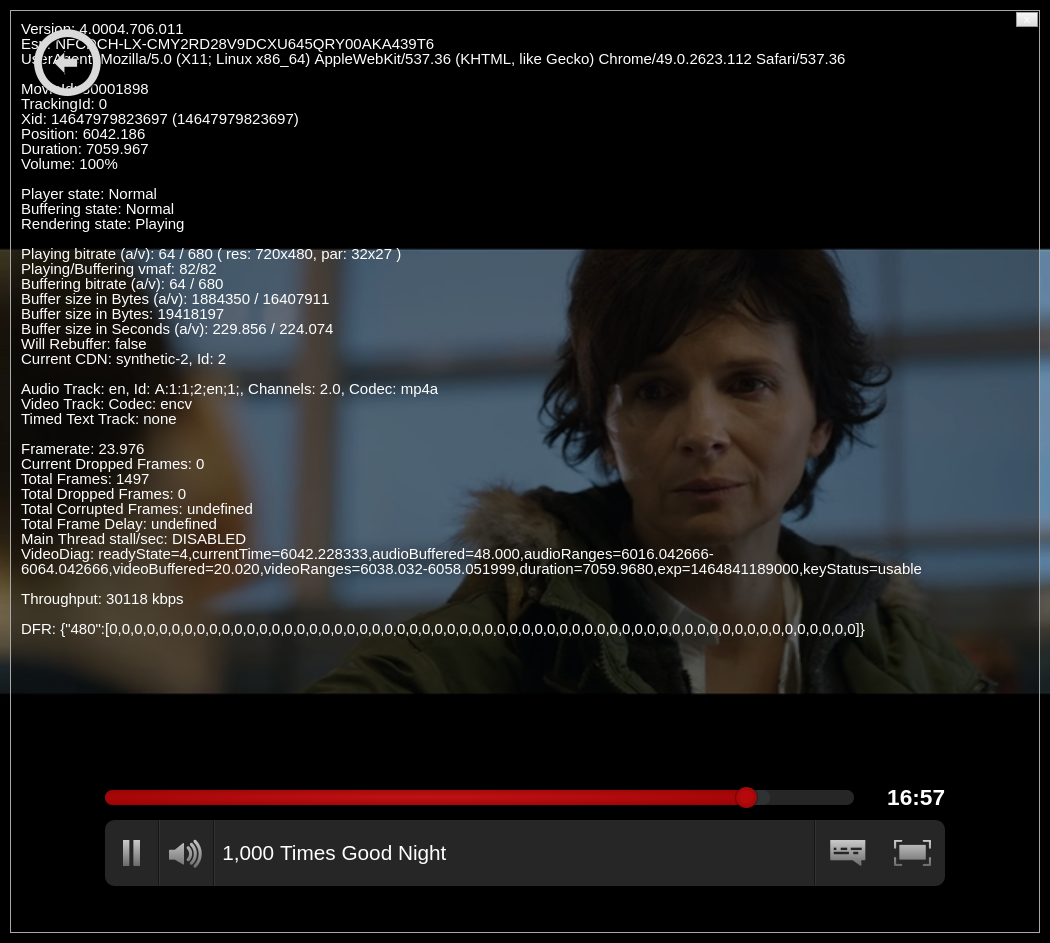 Version: 4.0004.706.011
Esn: NFCDCH-LX-CMY2RD28V9DCXU645QRY00AKA439T6
UserAgent: Mozilla/5.0 (X11; Linux x86_64) AppleWebKit/537.36 (KHTML, like Gecko) Chrome/49.0.2623.112 Safari/537.36
MovieId: 80001898
TrackingId: 0
Xid: 14647979823697 (14647979823697)
Position: 6042.186
Duration: 7059.967
Volume: 100%
Player state: Normal
Buffering state: Normal
Rendering state: Playing
Playing bitrate (a/v): 64 / 680 ( res: 720x480, par: 32x27 )
Playing/Buffering vmaf: 82/82
Buffering bitrate (a/v): 64 / 680
Buffer size in Bytes (a/v): 1884350 / 16407911
Buffer size in Bytes: 19418197
Buffer size in Seconds (a/v): 229.856 / 224.074
Will Rebuffer: false
Current CDN: synthetic-2, Id: 2
Audio Track: en, Id: A:1:1;2;en;1;, Channels: 2.0, Codec: mp4a
Video Track: Codec: encv
Timed Text Track: none
Framerate: 23.976
Current Dropped Frames: 0
Total Frames: 1497
Total Dropped Frames: 0
Total Corrupted Frames: undefined
Total Frame Delay: undefined
Main Thread stall/sec: DISABLED
VideoDiag: readyState=4,currentTime=6042.228333,audioBuffered=48.000,audioRanges=6016.042666-
6064.042666,videoBuffered=20.020,videoRanges=6038.032-6058.051999,duration=7059.9680,exp=1464841189000,keyStatus=usable
Throughput: 30118 kbps
DFR: {"480":[0,0,0,0,0,0,0,0,0,0,0,0,0,0,0,0,0,0,0,0,0,0,0,0,0,0,0,0,0,0,0,0,0,0,0,0,0,0,0,0,0,0,0,0,0,0,0,0,0,0,0,0,0,0,0,0,0,0,0,0]}
16:57
1,000 Times Good Night